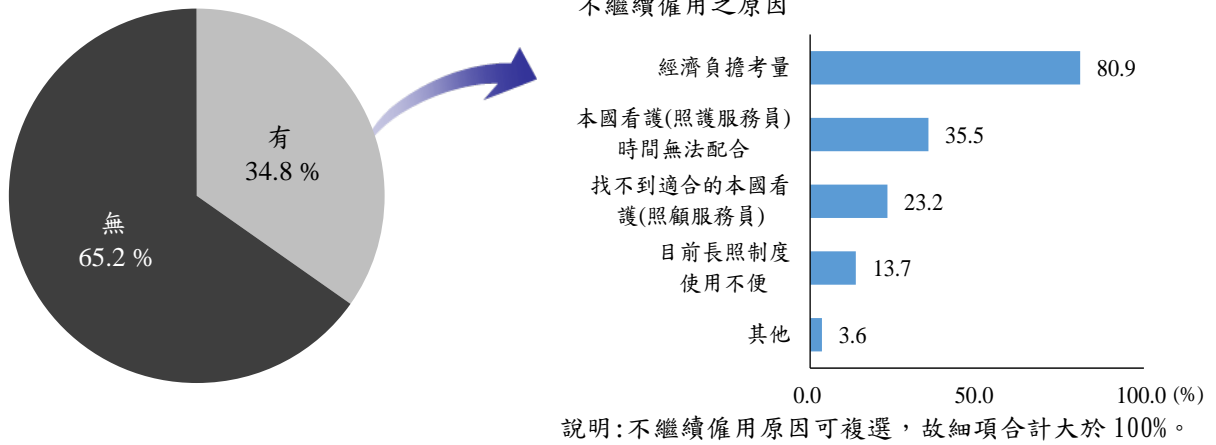 有
34.8 %
無
65.2 %
不繼續僱用之原因
經濟負擔考量
80.9
本國看護(照護服務員)
時間無法配合
35.5
找不到適合的本國看
護(照顧服務員)
23.2
目前長照制度
使用不便
13.7
其他
3.6
0.0 50.0 100.0 (%)
說明:不繼續僱用原因可複選，故細項合計大於 100%。